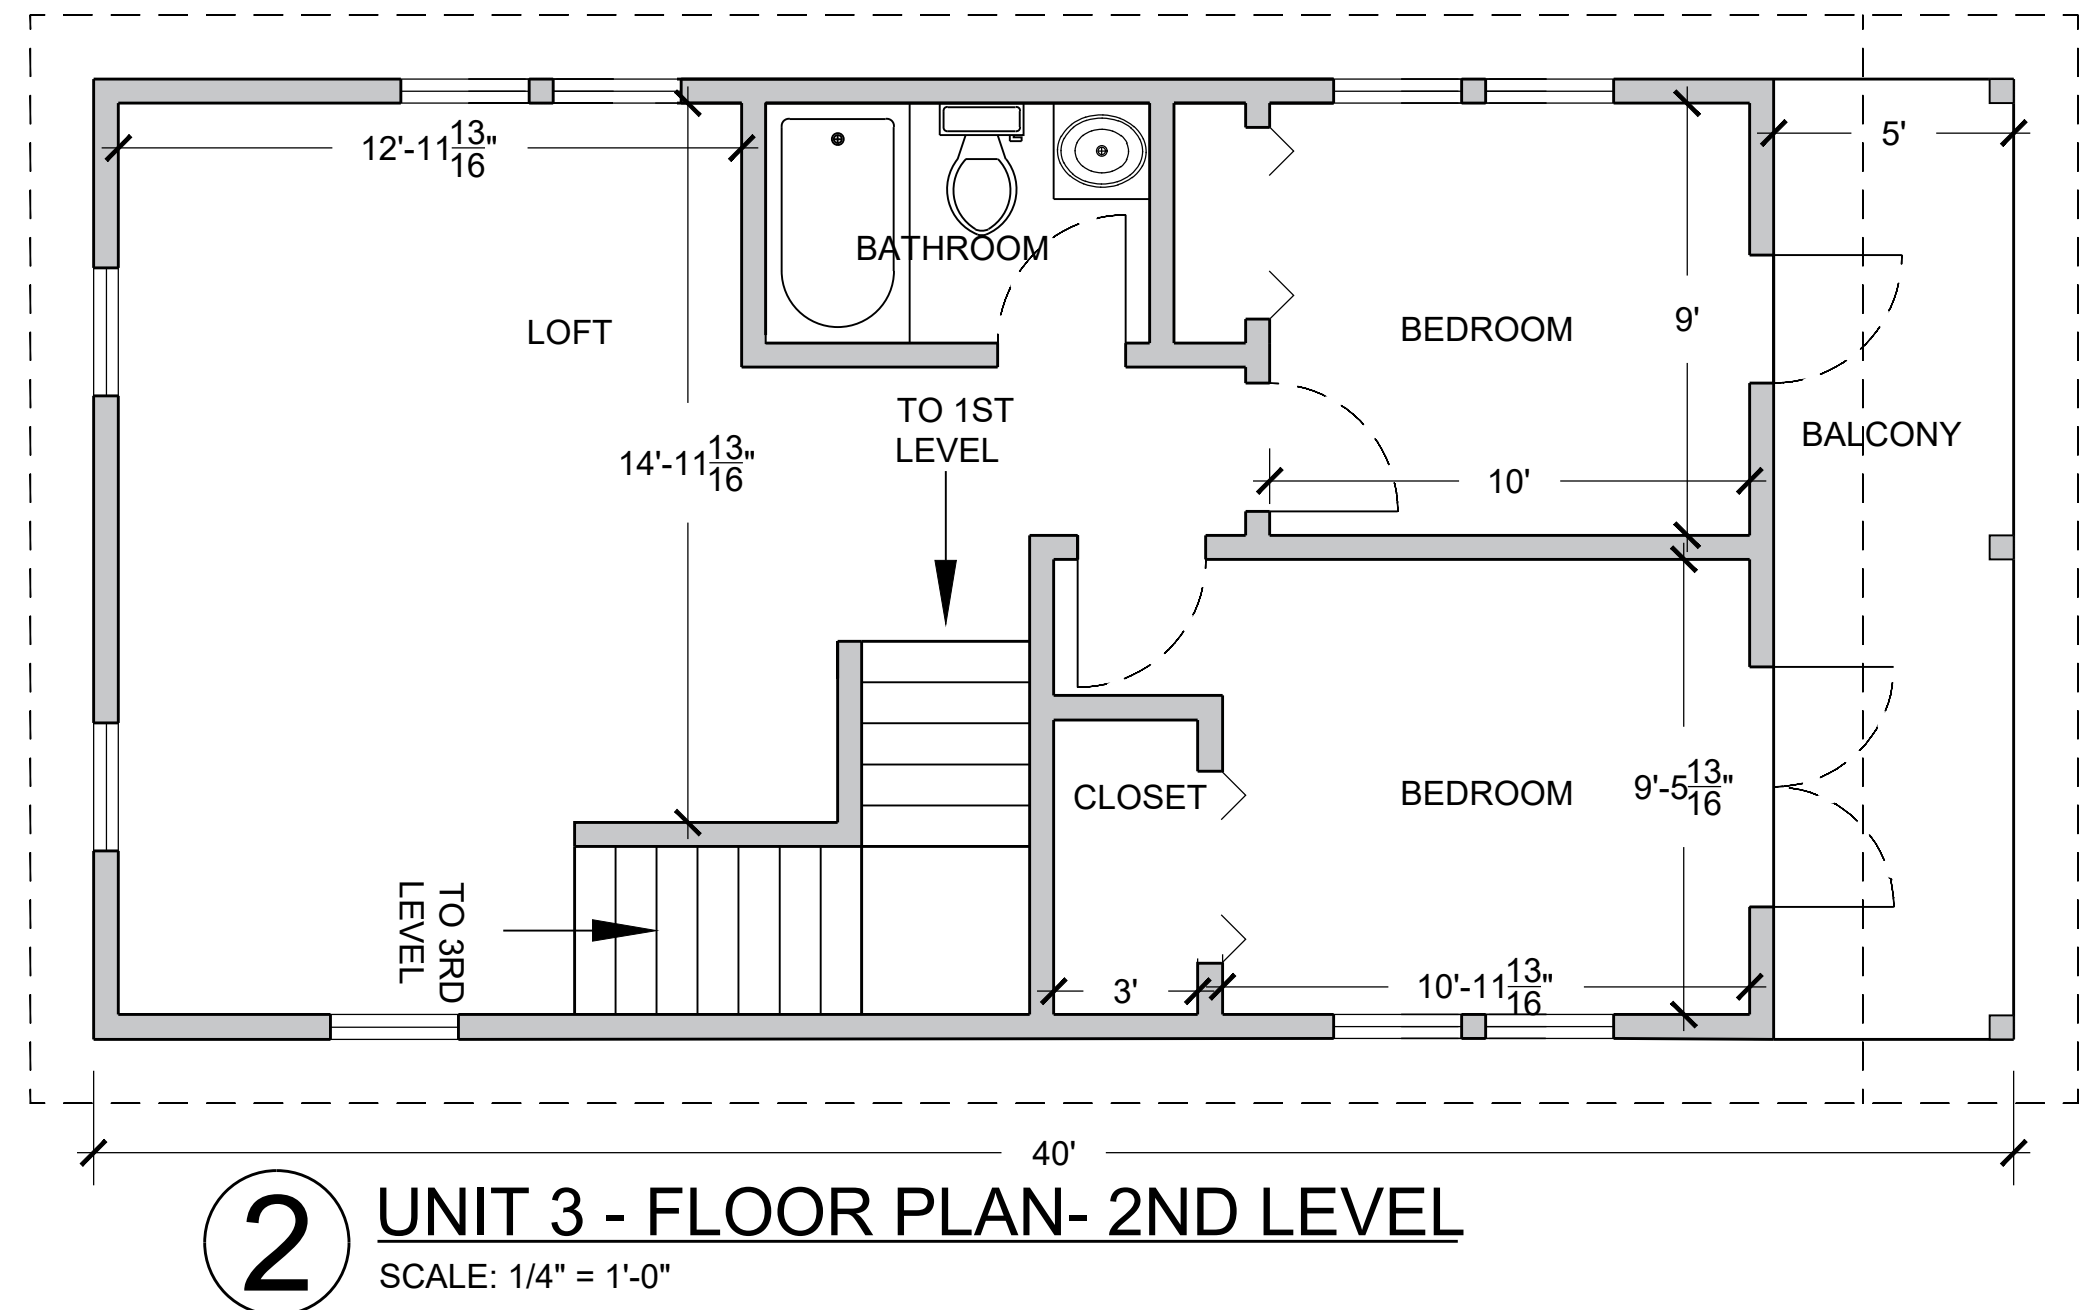 12'-11 13/16"
5'
BATHROOM
LOFT
BEDROOM
9'
TO 1ST
LEVEL
BALCONY
14'-11 13/16"
10'
CLOSET
BEDROOM
9'-5 13/16"
TO 3RD
LEVEL
3'
10'-11 13/16"
40'
2
UNIT 3 - FLOOR PLAN- 2ND LEVEL
SCALE: 1/4" = 1'-0"